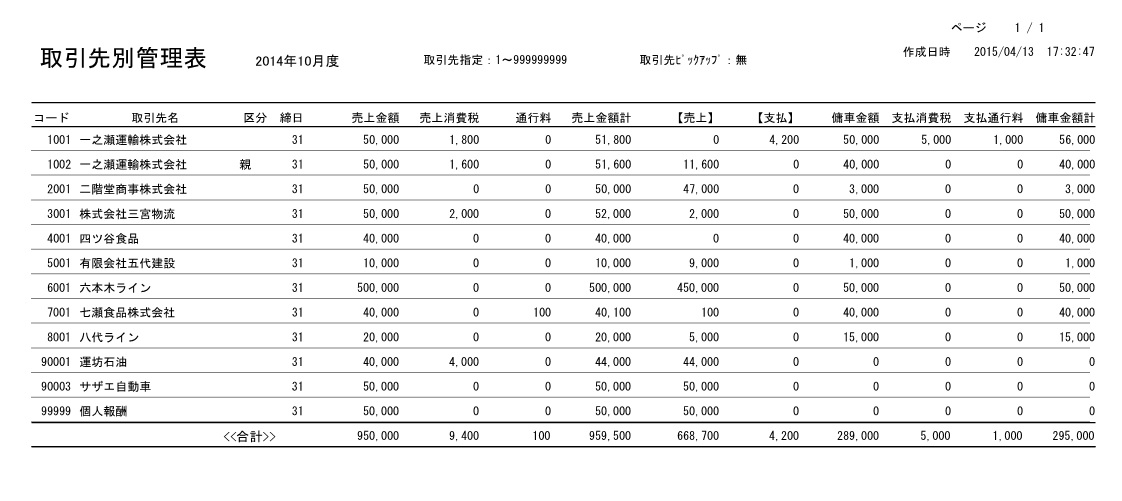 ページ 1 / 1
取引先別管理表 2014年10月度 取引先指定：1～999999999 取引先ﾋﾟｯｸｱｯﾌﾟ：無 作成日時 2015/04/13 17:32:47
コード 取引先名 区分 締日 売上金額 売上消費税 通行料 売上金額計 【売上】 【支払】 傭車金額 支払消費税 支払通行料 傭車金額計
1001 一之瀬運輸株式会社 31 50,000 1,800 0 51,800 0 4,200 50,000 5,000 1,000 56,000
1002 一之瀬運輸株式会社 親 31 50,000 1,600 0 51,600 11,600 0 40,000 0 0 40,000
2001 二階堂商事株式会社 31 50,000 0 0 50,000 47,000 0 3,000 0 0 3,000
3001 株式会社三宮物流 31 50,000 2,000 0 52,000 2,000 0 50,000 0 0 50,000
4001 四ツ谷食品 31 40,000 0 0 40,000 0 0 40,000 0 0 40,000
5001 有限会社五代建設 31 10,000 0 0 10,000 9,000 0 1,000 0 0 1,000
6001 六本木ライン 31 500,000 0 0 500,000 450,000 0 50,000 0 0 50,000
7001 七瀬食品株式会社 31 40,000 0 100 40,100 100 0 40,000 0 0 40,000
8001 八代ライン 31 20,000 0 0 20,000 5,000 0 15,000 0 0 15,000
90001 運坊石油 31 40,000 4,000 0 44,000 44,000 0 0 0 0 0
90003 サザエ自動車 31 50,000 0 0 50,000 50,000 0 0 0 0 0
99999 個人報酬 31 50,000 0 0 50,000 50,000 0 0 0 0 0
<<合計>> 950,000 9,400 100 959,500 668,700 4,200 289,000 5,000 1,000 295,000